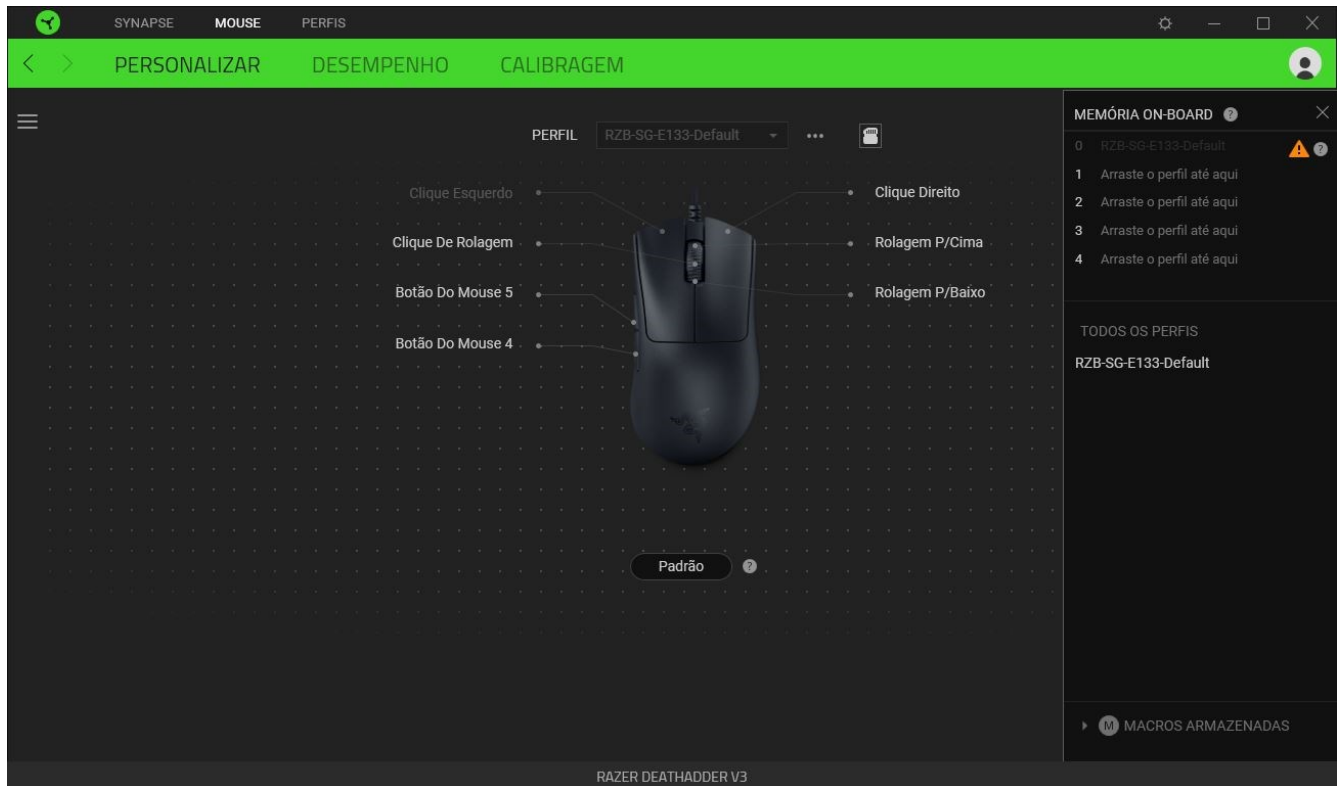 SYNAPSE MOUSE PERFIS
PERSONALIZAR DESEMPENHO CALIBRAGEM
PERFIL RZB-SG-E133-Default
Clique Esquerdo
Clique De Rolagem
Botão Do Mouse 5
Botão Do Mouse 4
Clique Direito
Rolagem P/Cima
Rolagem P/Baixo
Padrão ?
MEMÓRIA ON-BOARD ?
0 RZB-SG-E133-Default ?
1 Arraste o perfil até aqui
2 Arraste o perfil até aqui
3 Arraste o perfil até aqui
4 Arraste o perfil até aqui
TODOS OS PERFIS
RZB-SG-E133-Default
M MACROS ARMAZENADAS
RAZER DEATHADDER V3